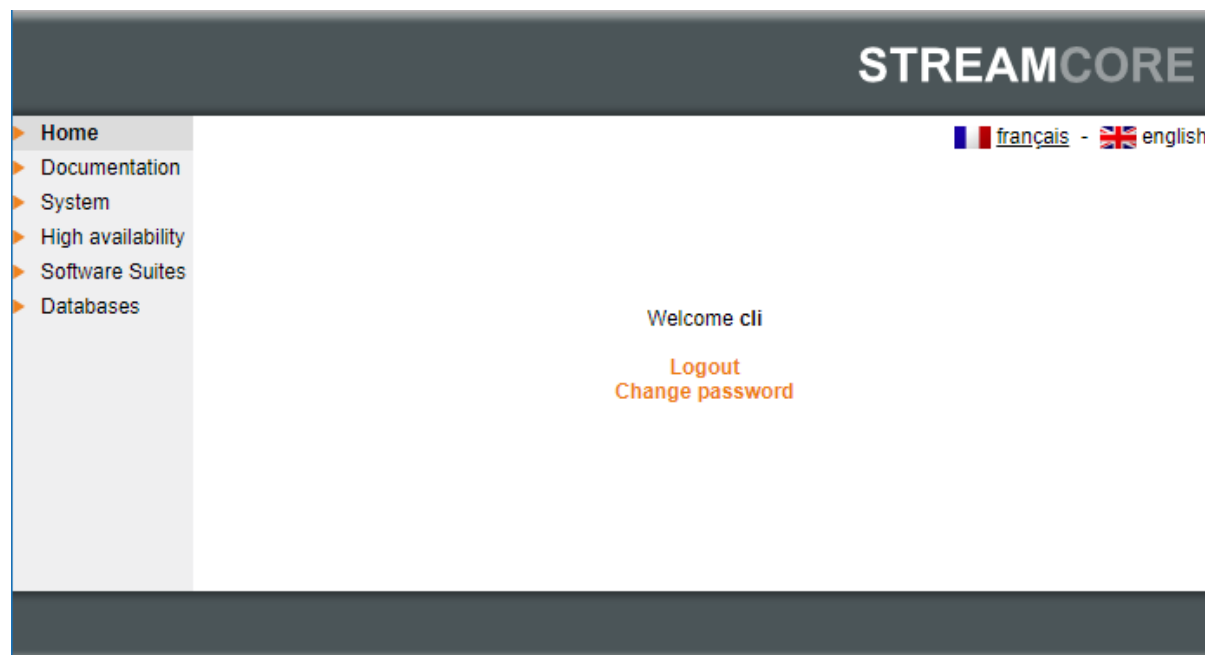 STREAMCORE
Home
français - english
Documentation
System
High availability
Software Suites
Databases
Welcome cli
Logout
Change password